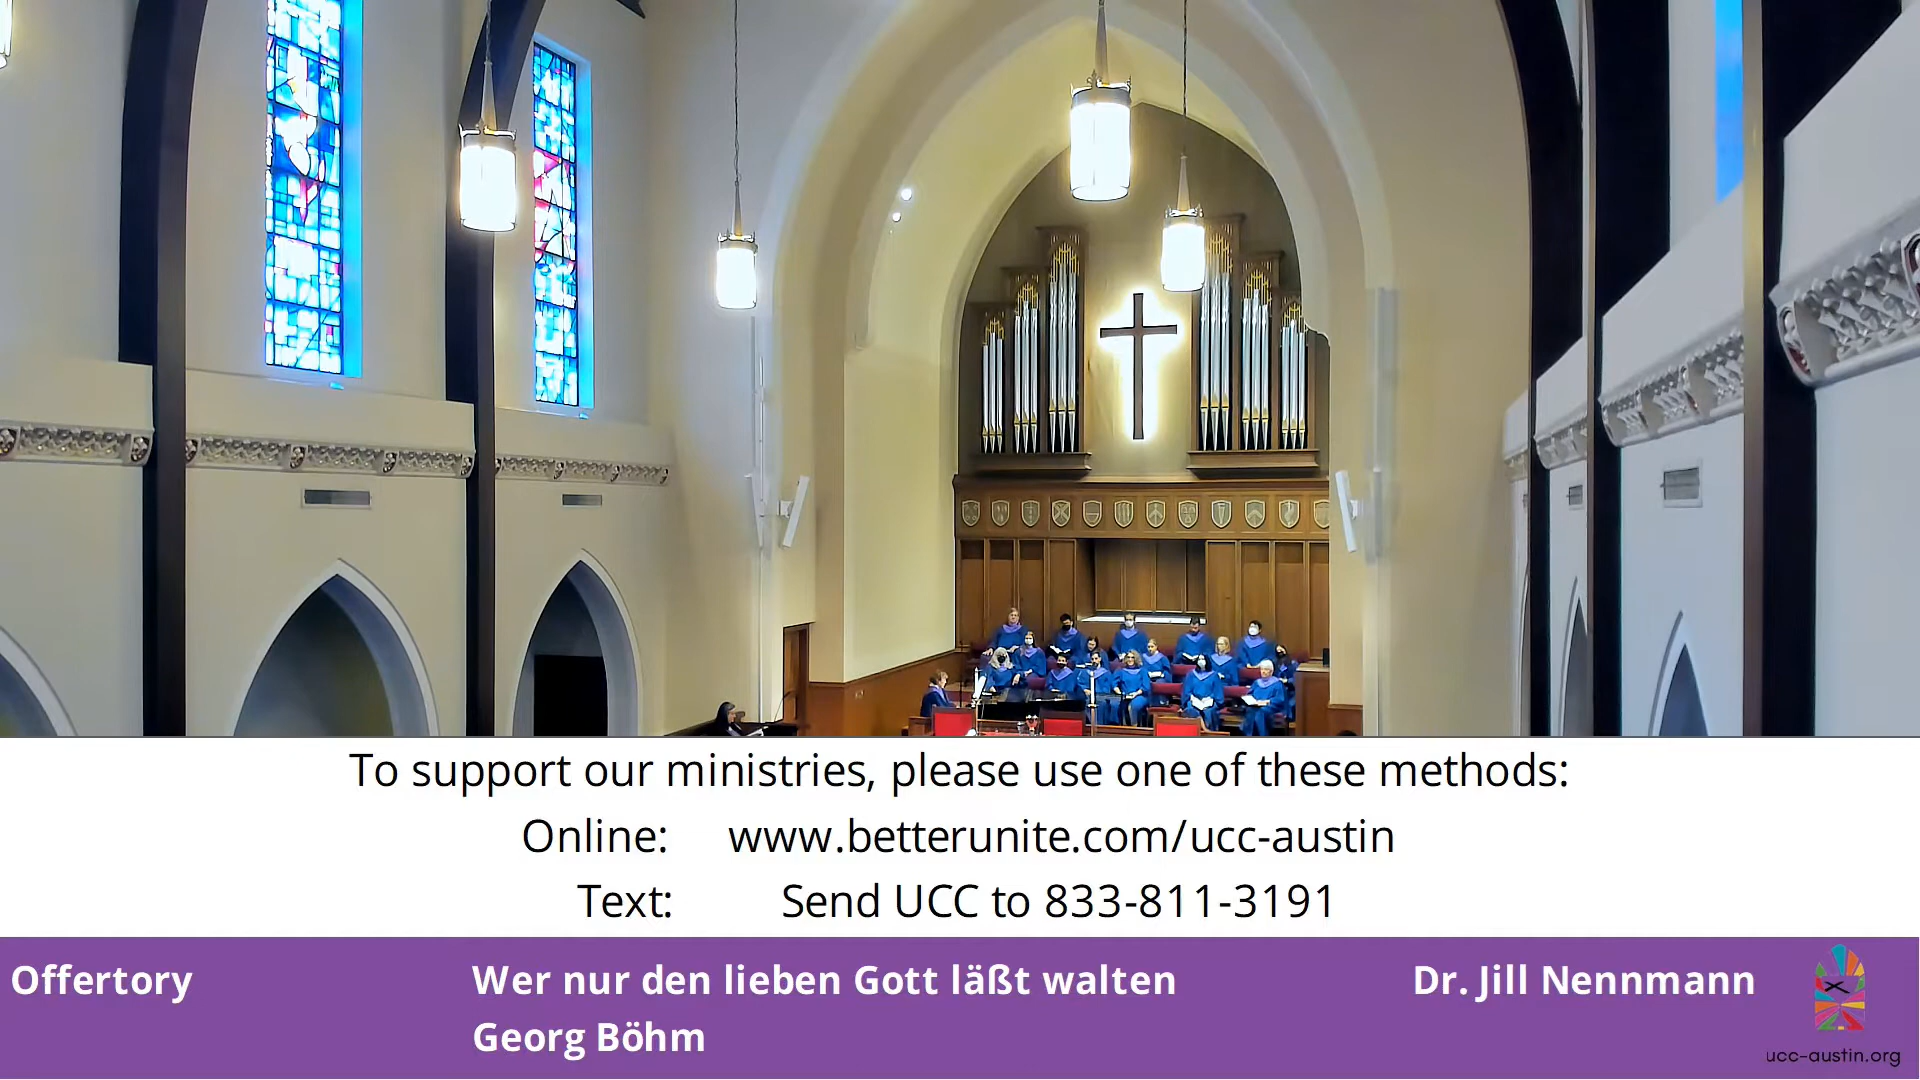 To support our ministries, please use one of these methods:
Online: www.betterunite.com/ucc-austin
Text: Send UCC to 833-811-3191
Offertory Wer nur den lieben Gott läßt walten Dr. Jill Nennmann
Georg Böhm
ucc-austin.org